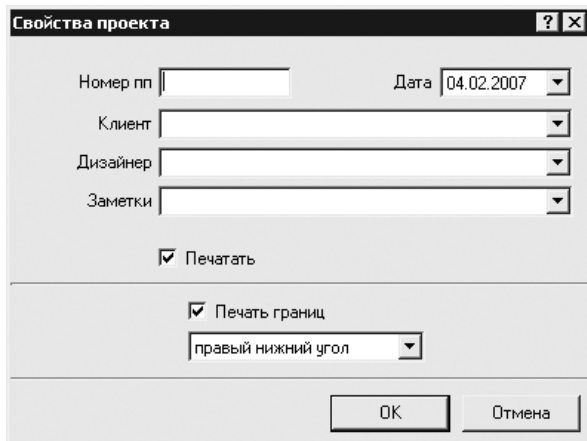 Свойства проекта
Номер пп Дата 04.02.2007
Клиент
Дизайнер
Заметки
Печатать
Печать границ
правый нижний угол
OK Отмена